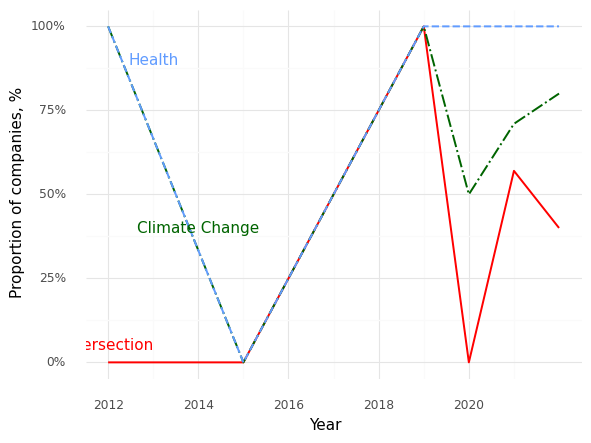 100%
Health
75%
50%
Climate Change
25%
ersection
0%
2012 2014 2016 2018 2020
Year
Proportion of companies, %